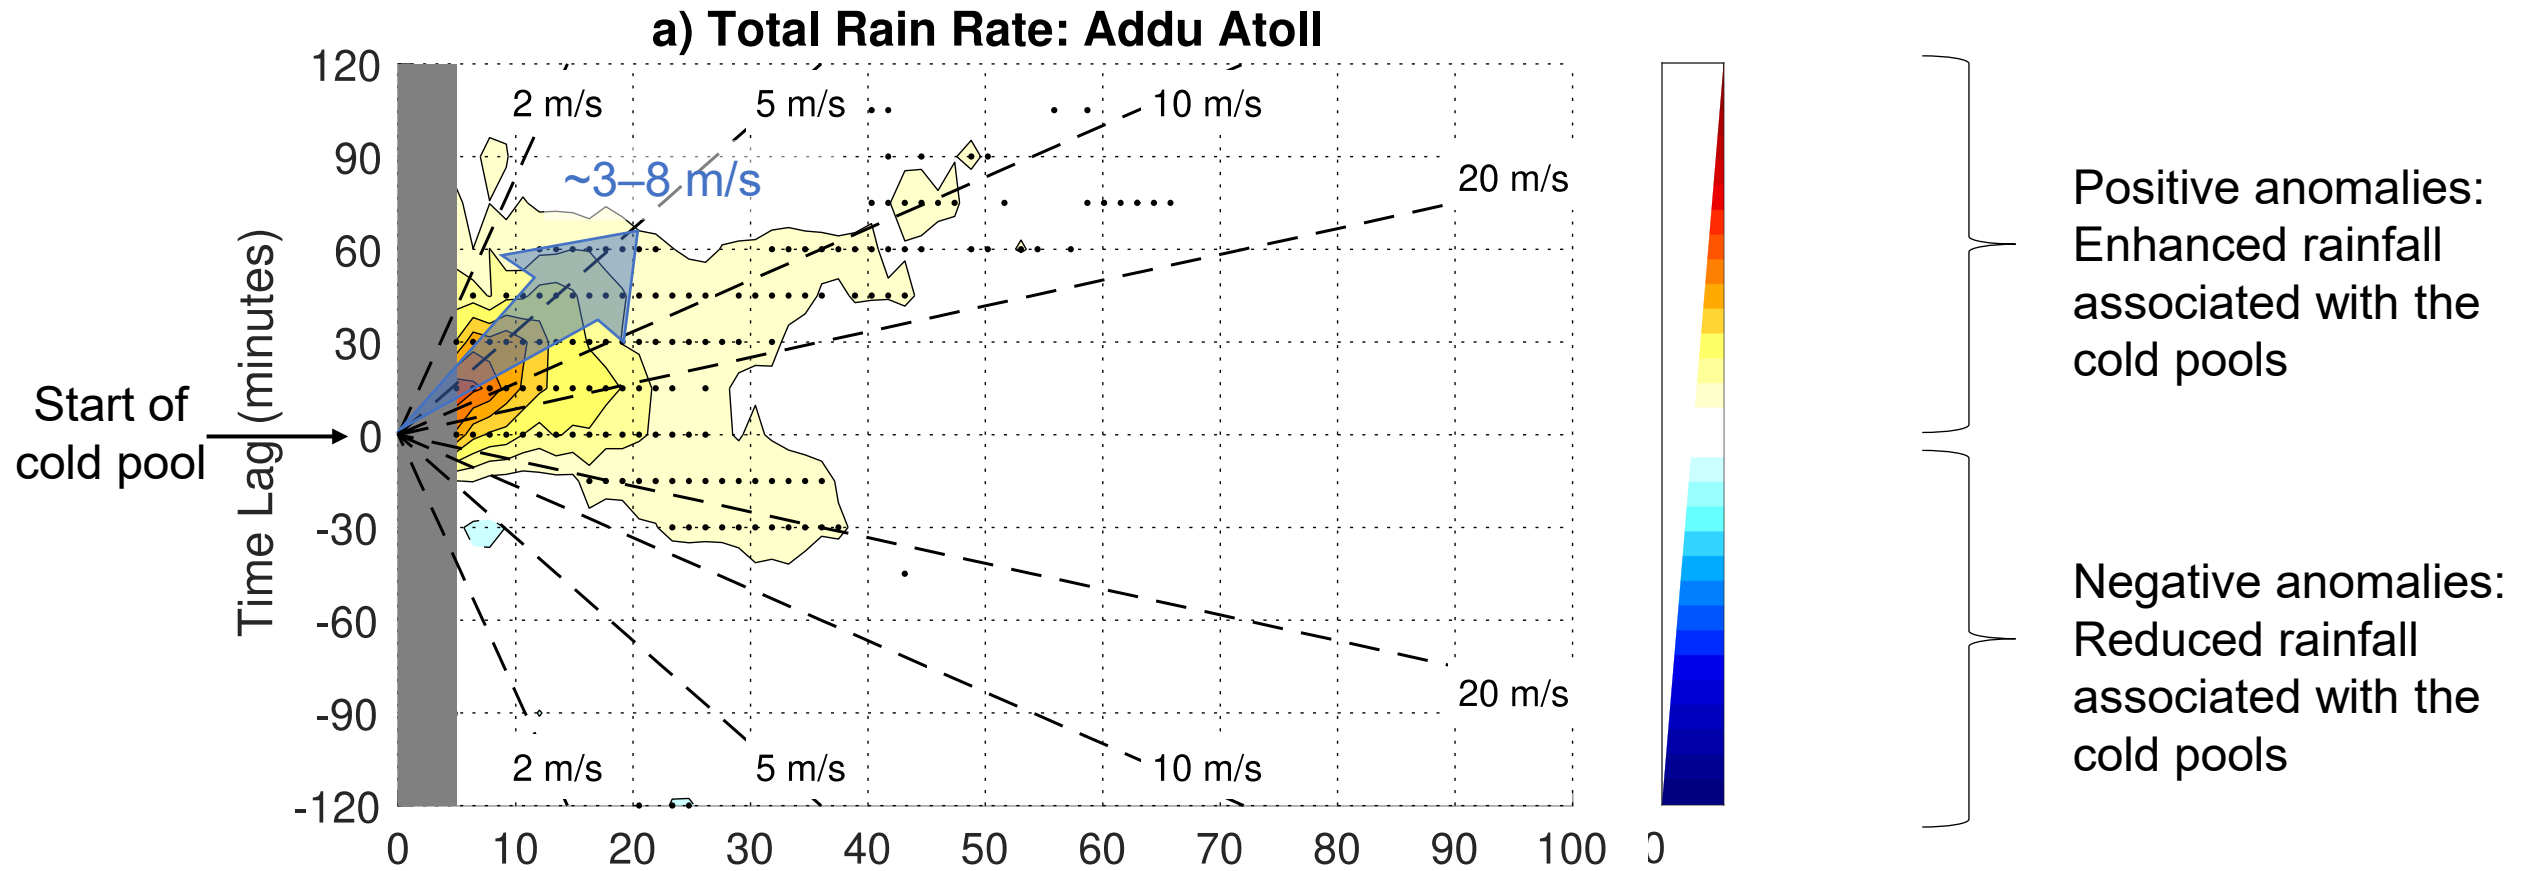 a) Total Rain Rate: Addu Atoll
120
90
60
30
0
-30
-60
-90
-120
Time Lag (minutes)
Start of
cold pool
2 m/s
5 m/s
10 m/s
20 m/s
~3–8 m/s
20 m/s
2 m/s
5 m/s
10 m/s
0
10
20
30
40
50
60
70
80
90
100
0
Positive anomalies:
Enhanced rainfall
associated with the
cold pools
Negative anomalies:
Reduced rainfall
associated with the
cold pools